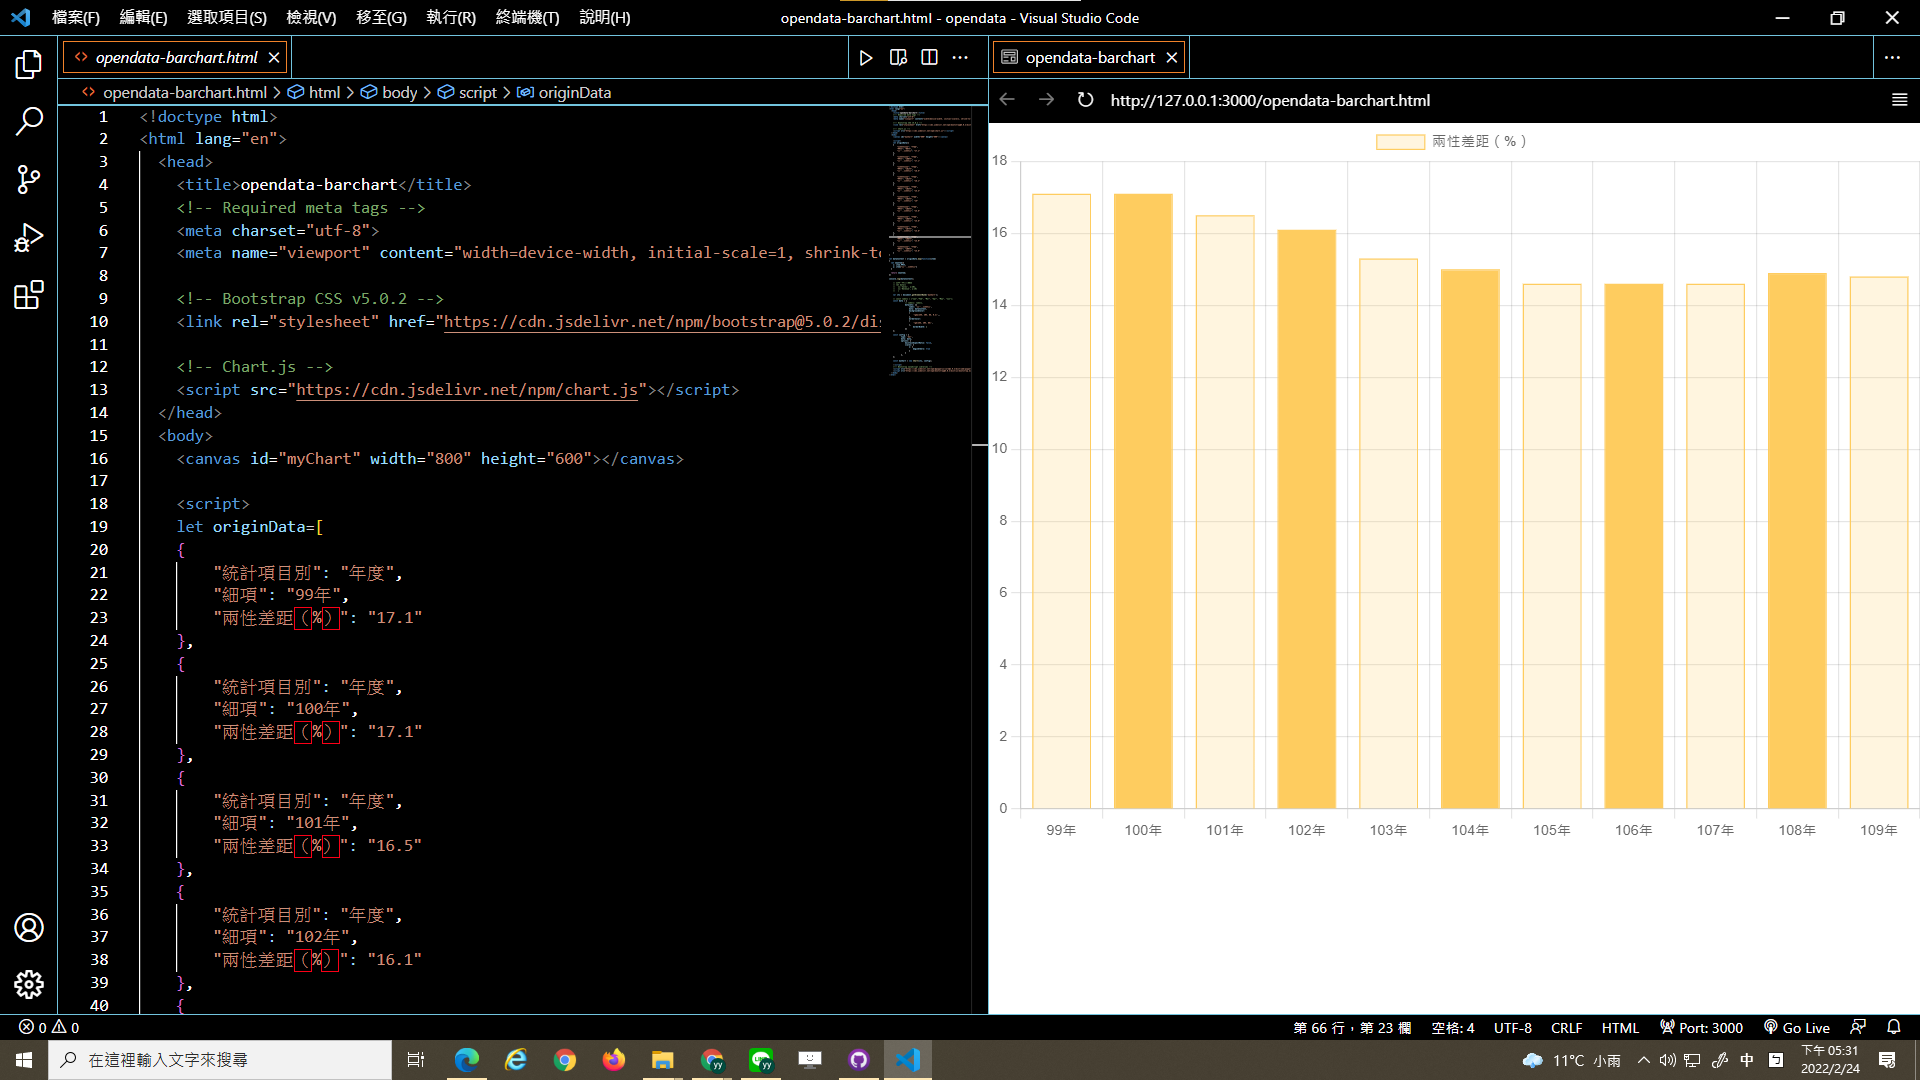 檔案(F) 編輯(E) 選取項目(S) 檢視(V) 移至(G) 執行(R) 終端機(T) 說明(H) opendata-barchart.html - opendata - Visual Studio Code
opendata-barchart.html
opendata-barchart.html > html > body > script > originData
1 <!doctype html>
2 <html lang="en">
3 <head>
4 <title>opendata-barchart</title>
5 <!-- Required meta tags -->
6 <meta charset="utf-8">
7 <meta name="viewport" content="width=device-width, initial-scale=1, shrink-to
8
9 <!-- Bootstrap CSS v5.0.2 -->
10 <link rel="stylesheet" href="https://cdn.jsdelivr.net/npm/bootstrap@5.0.2/dis
11
12 <!-- Chart.js -->
13 <script src="https://cdn.jsdelivr.net/npm/chart.js"></script>
14 </head>
15 <body>
16 <canvas id="myChart" width="800" height="600"></canvas>
17
18 <script>
19 let originData=[
20 {
21 "統計項目別": "年度",
22 "細項": "99年",
23 "兩性差距（%）": "17.1"
24 },
25 {
26 "統計項目別": "年度",
27 "細項": "100年",
28 "兩性差距（%）": "17.1"
29 },
30 {
31 "統計項目別": "年度",
32 "細項": "101年",
33 "兩性差距（%）": "16.5"
34 },
35 {
36 "統計項目別": "年度",
37 "細項": "102年",
38 "兩性差距（%）": "16.1"
39 },
40 {
opendata-barchart
http://127.0.0.1:3000/opendata-barchart.html
兩性差距（%）
18
16
14
12
10
8
6
4
2
0
99年 100年 101年 102年 103年 104年 105年 106年 107年 108年 109年
0 0 第 66 行，第 23 欄 空格: 4 UTF-8 CRLF HTML Port: 3000 Go Live
在這裡輸入文字來搜尋
11°C 小雨 中
下午 05:31
2022/2/24